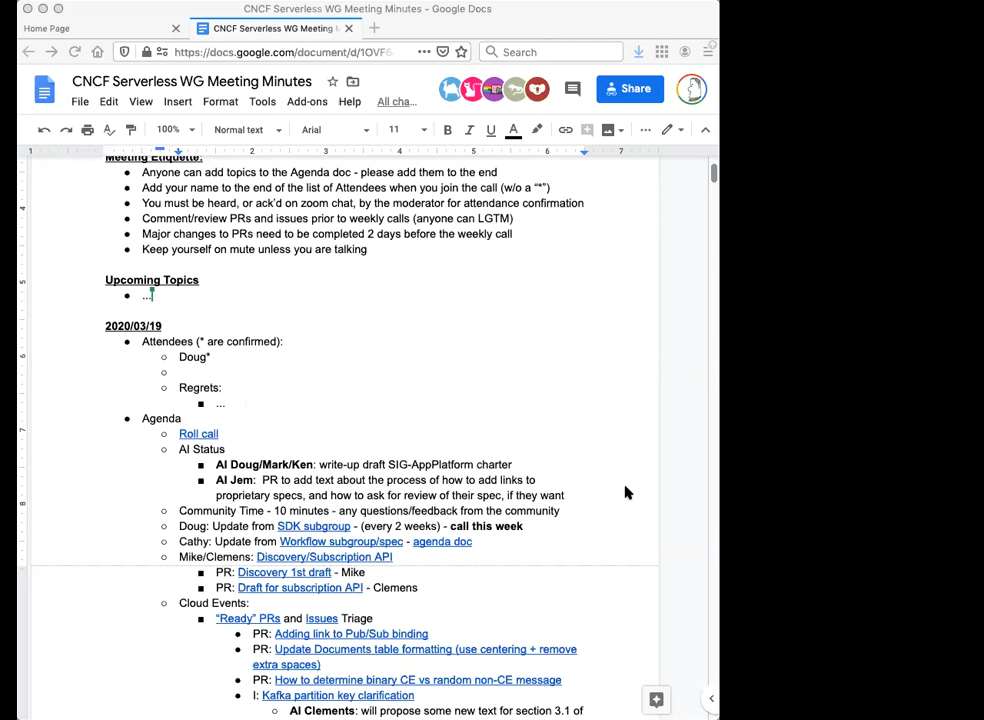 CNCF Serverless WG Meeting Minutes - Google Docs
Home Page
CNCF Serverless WG Meeting Minutes
https://docs.google.com/document/d/1OVF6
Search
CNCF Serverless WG Meeting Minutes
File Edit View Insert Format Tools Add-ons Help All cha...
Share
100% Normal text Arial 11 B I U A
1 1 2 3 4 5 6 7
Meeting Etiquette:
Anyone can add topics to the Agenda doc - please add them to the end
Add your name to the end of the list of Attendees when you join the call (w/o a “*”)
You must be heard, or ack’d on zoom chat, by the moderator for attendance confirmation
Comment/review PRs and issues prior to weekly calls (anyone can LGTM)
Major changes to PRs need to be completed 2 days before the weekly call
Keep yourself on mute unless you are talking
Upcoming Topics
...
2020/03/19
Attendees (* are confirmed):
Doug*
Regrets:
...
Agenda
Roll call
AI Status
AI Doug/Mark/Ken: write-up draft SIG-AppPlatform charter
AI Jem: PR to add text about the process of how to add links to
proprietary specs, and how to ask for review of their spec, if they want
Community Time - 10 minutes - any questions/feedback from the community
Doug: Update from SDK subgroup - (every 2 weeks) - call this week
Cathy: Update from Workflow subgroup/spec - agenda doc
Mike/Clemens: Discovery/Subscription API
PR: Discovery 1st draft - Mike
PR: Draft for subscription API - Clemens
Cloud Events:
“Ready” PRs and Issues Triage
PR: Adding link to Pub/Sub binding
PR: Update Documents table formatting (use centering + remove
extra spaces)
PR: How to determine binary CE vs random non-CE message
I: Kafka partition key clarification
AI Clements: will propose some new text for section 3.1 of